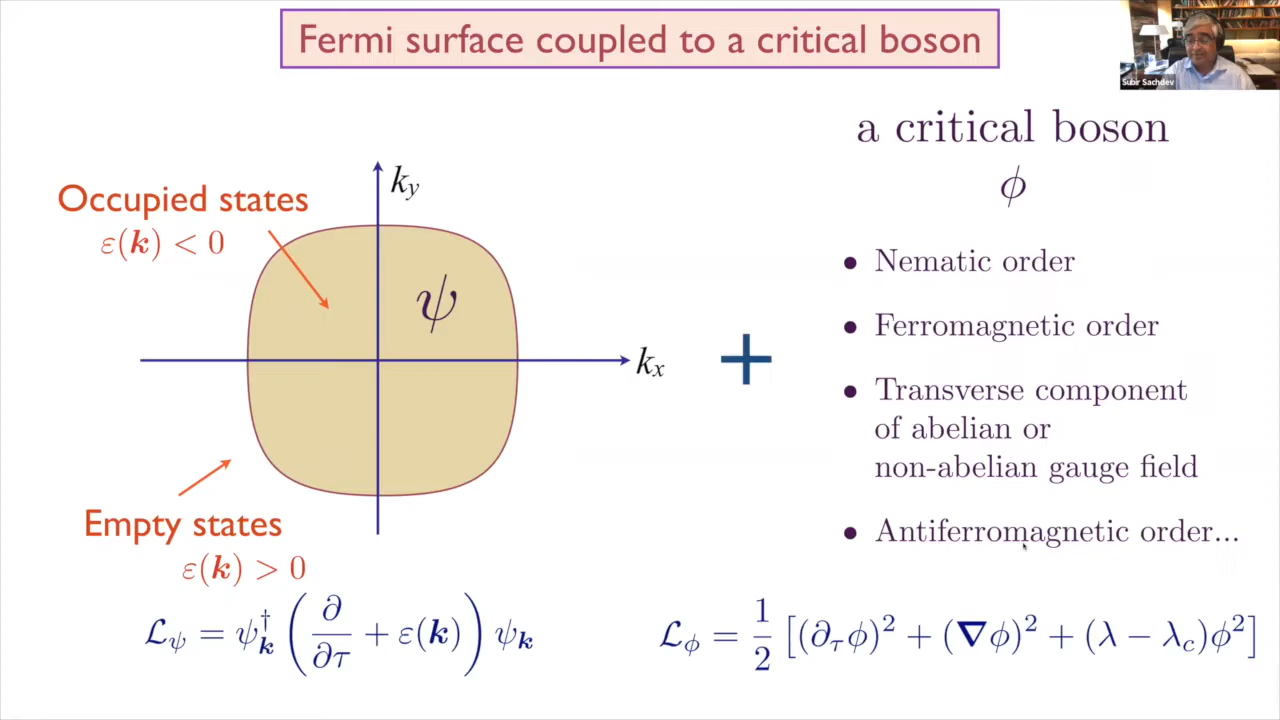 Fermi surface coupled to a critical boson
Subir Sachdev
a critical boson
ϕ
Occupied states
ε(k) < 0
k_y
ψ
k_x
+
• Nematic order
• Ferromagnetic order
• Transverse component
of abelian or
non-abelian gauge field
• Antiferromagnetic order...
Empty states
ε(k) > 0
ℒ_ψ = ψ_k^† (∂/∂τ + ε(k)) ψ_k
ℒ_ϕ = 1/2 [(∂_τ ϕ)² + (∇ϕ)² + (λ − λ_c)ϕ²]